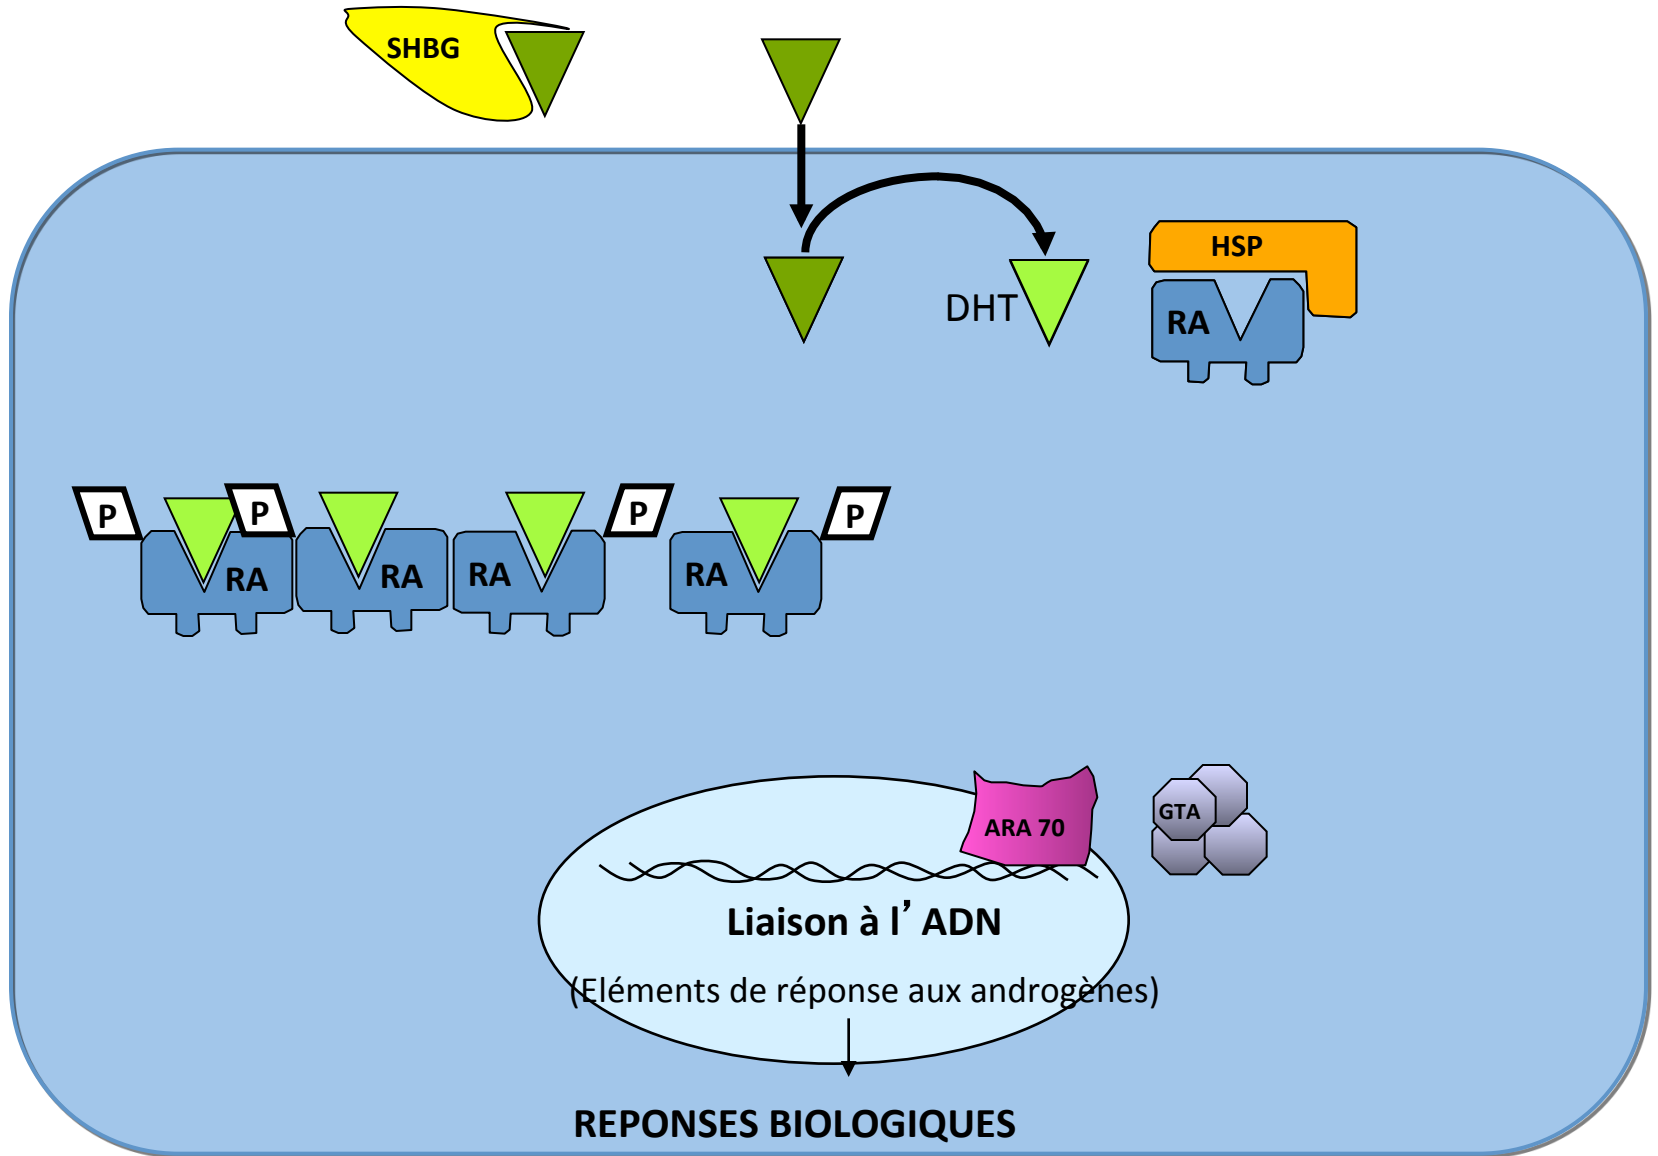 SHBG
HSP
DHT
RA
P
P
P
P
RA
RA
RA
RA
ARA 70
GTA
Liaison à l’ ADN
(Eléments de réponse aux androgènes)
REPONSES BIOLOGIQUES